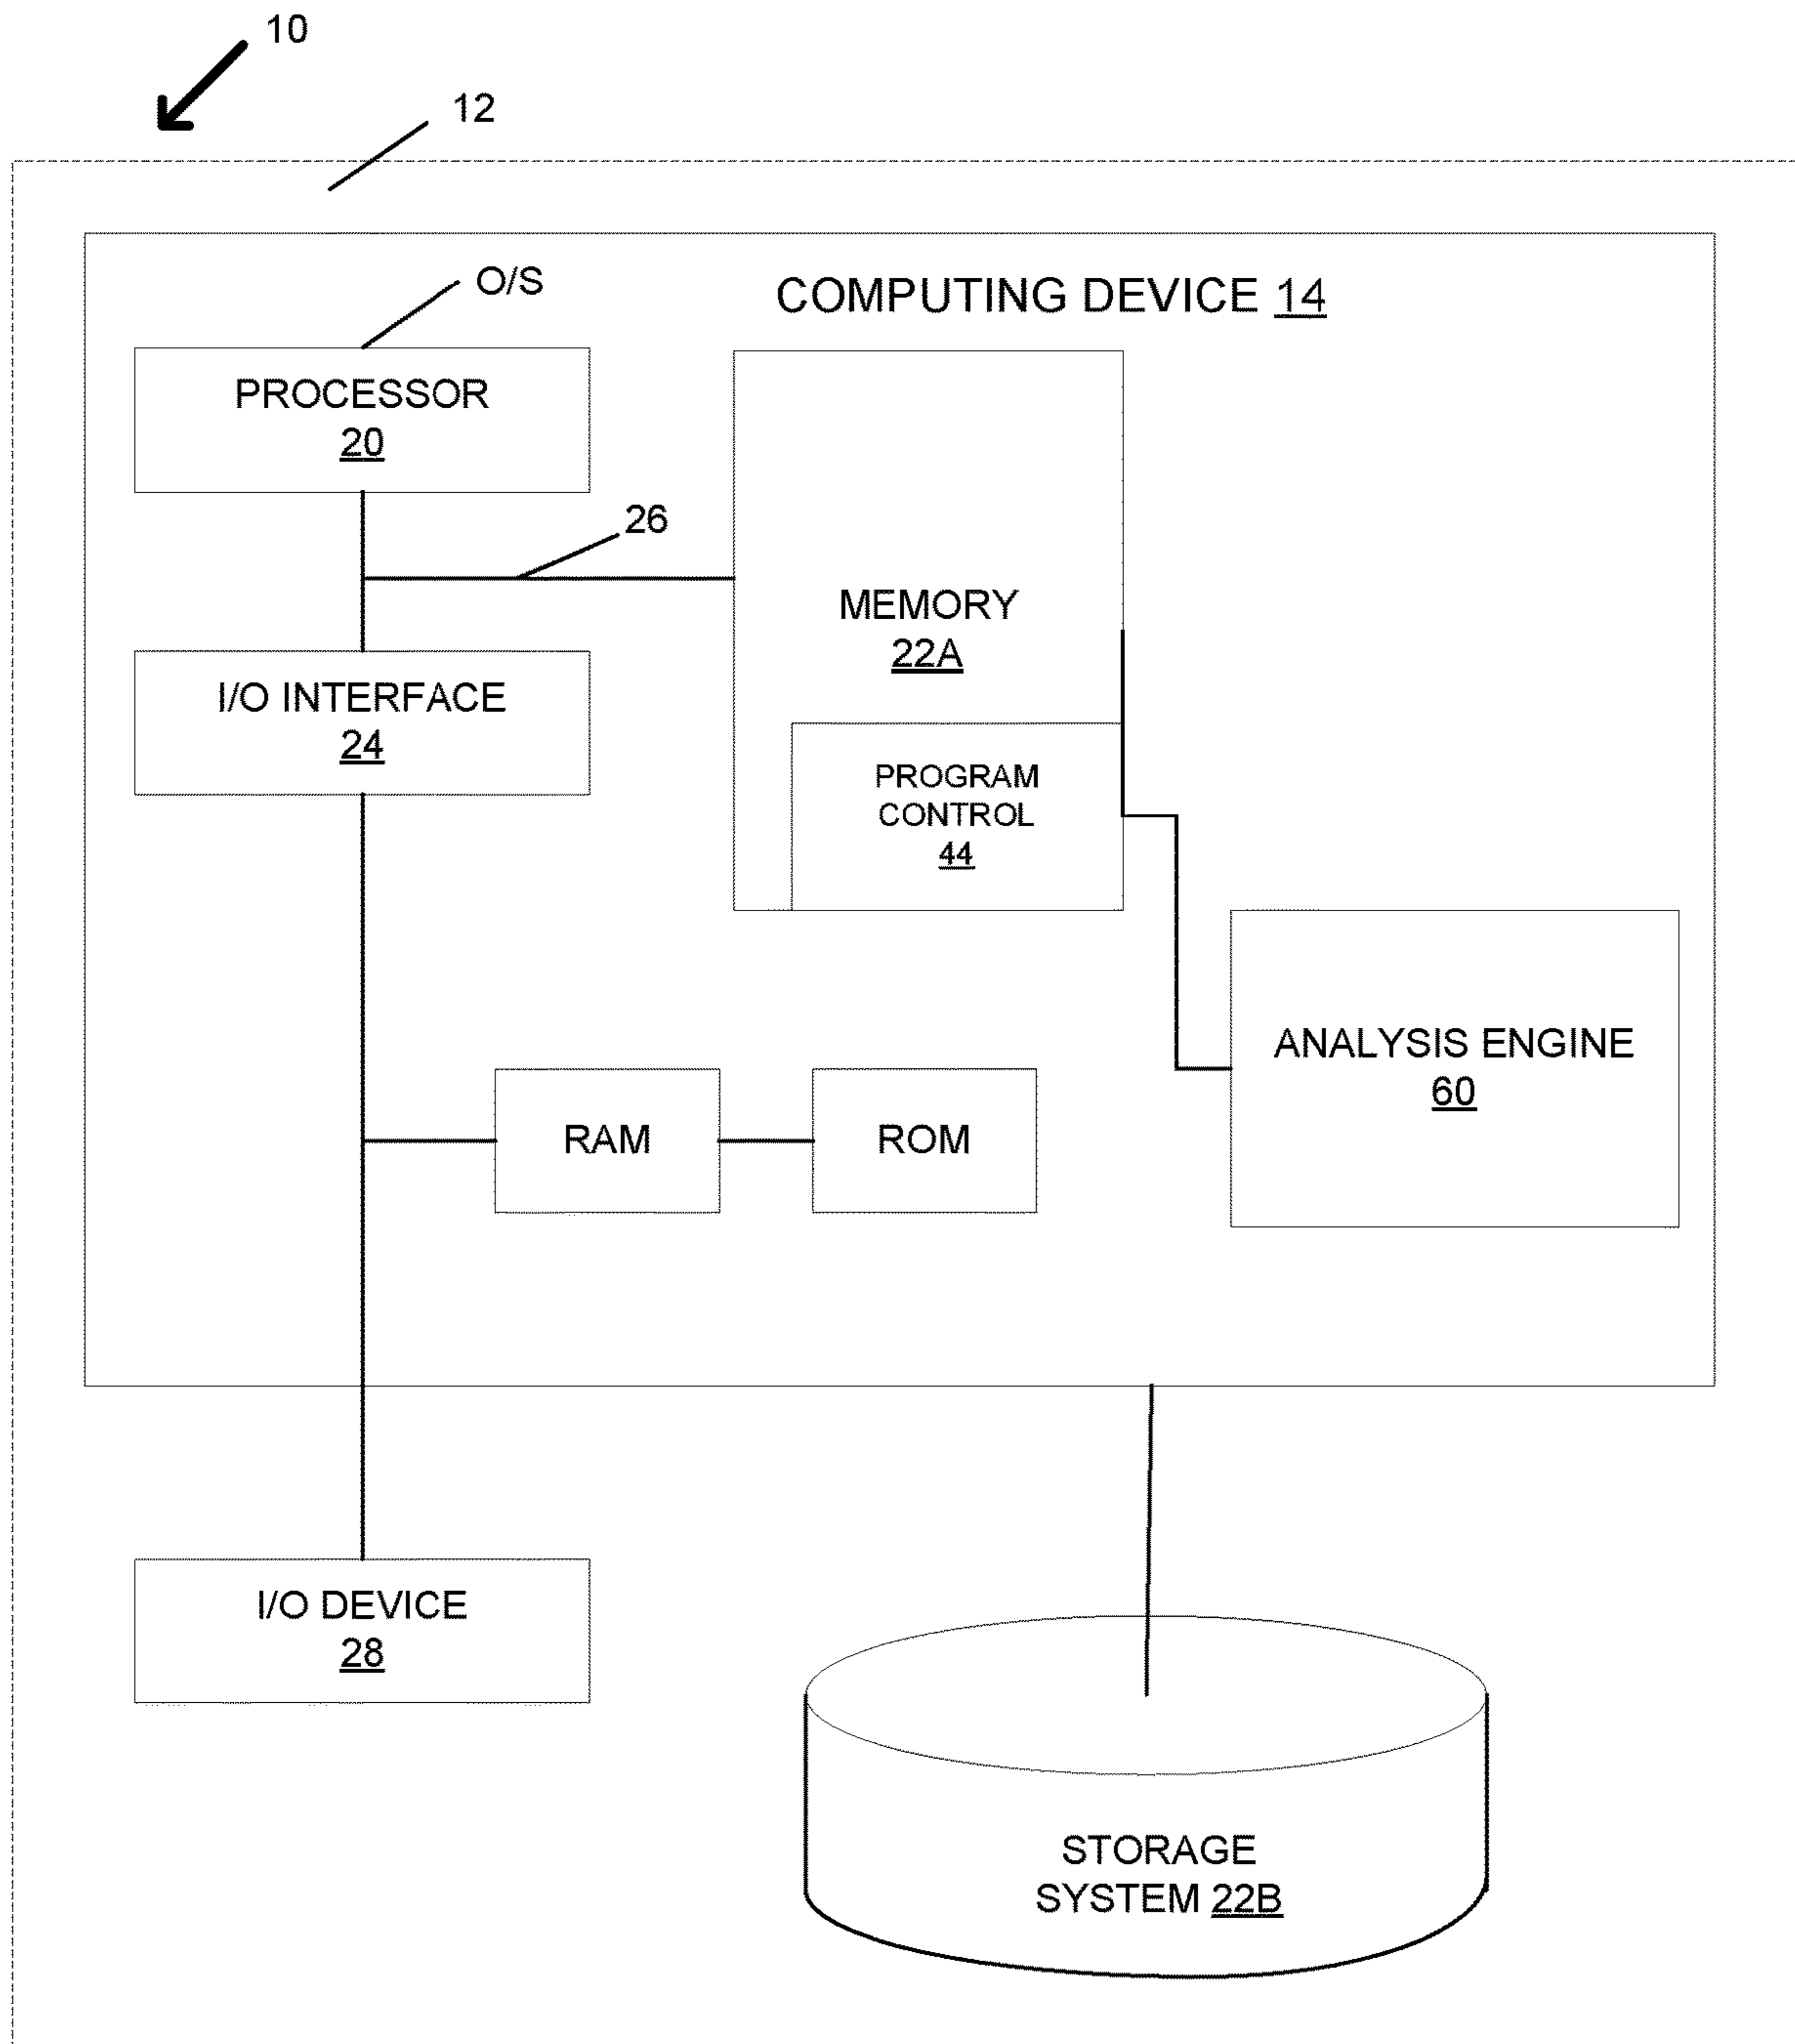 10
12
O/S
COMPUTING DEVICE 14
PROCESSOR
20
26
MEMORY
22A
I/O INTERFACE
24
PROGRAM
CONTROL
44
ANALYSIS ENGINE
60
RAM
ROM
I/O DEVICE
28
STORAGE
SYSTEM 22B